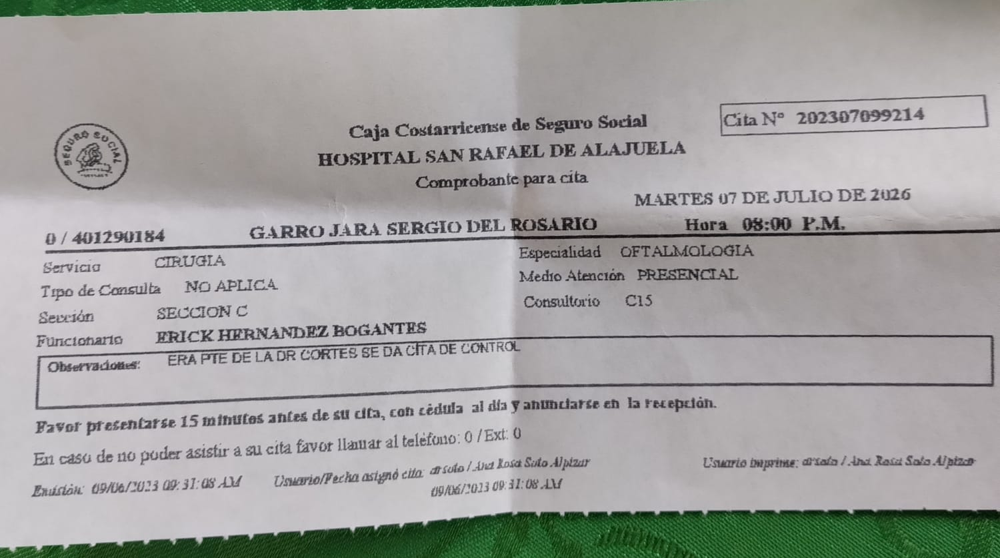 SEGURO SOCIAL
Caja Costarricense de Seguro Social
Cita Nº 202307099214
HOSPITAL SAN RAFAEL DE ALAJUELA
Comprobante para cita
MARTES 07 DE JULIO DE 2026
0 / 401290184 GARRO JARA SERGIO DEL ROSARIO Hora 08:00 P.M.
Servicio CIRUGIA Especialidad OFTALMOLOGIA
Tipo de Consulta NO APLICA Medio Atención PRESENCIAL
Sección SECCION C Consultorio C15
Funcionario ERICK HERNANDEZ BOGANTES
Observaciones: ERA PTE DE LA DR CORTES SE DA CITA DE CONTROL
Favor presentarse 15 minutos antes de su cita, con cédula al día y anunciarse en la recepción.
En caso de no poder asistir a su cita favor llamar al teléfono: 0 / Ext: 0
Emisión: 09/06/2023 09:31:08 AM Usuario/Fecha asignó cita: arsoto / Ana Rosa Soto Alpizar Usuario imprime: arsoto / Ana Rosa Soto Alpizar
09/06/2023 09:31:08 AM